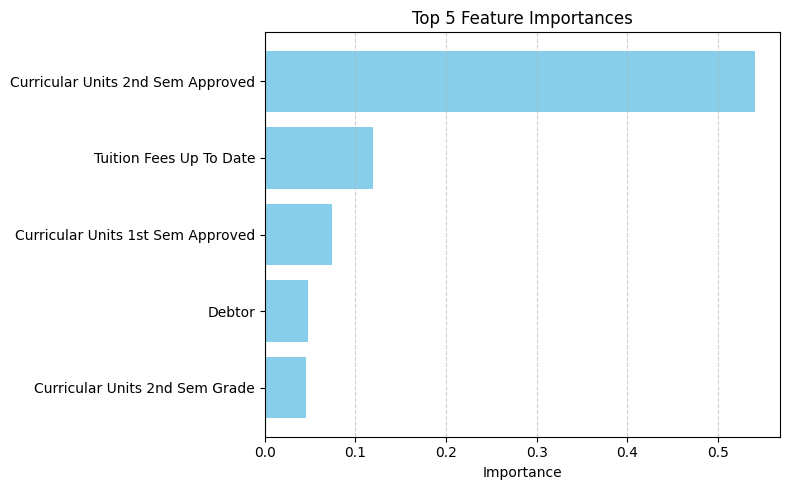 Top 5 Feature Importances
Curricular Units 2nd Sem Approved
Tuition Fees Up To Date
Curricular Units 1st Sem Approved
Debtor
Curricular Units 2nd Sem Grade
0.0 0.1 0.2 0.3 0.4 0.5
Importance